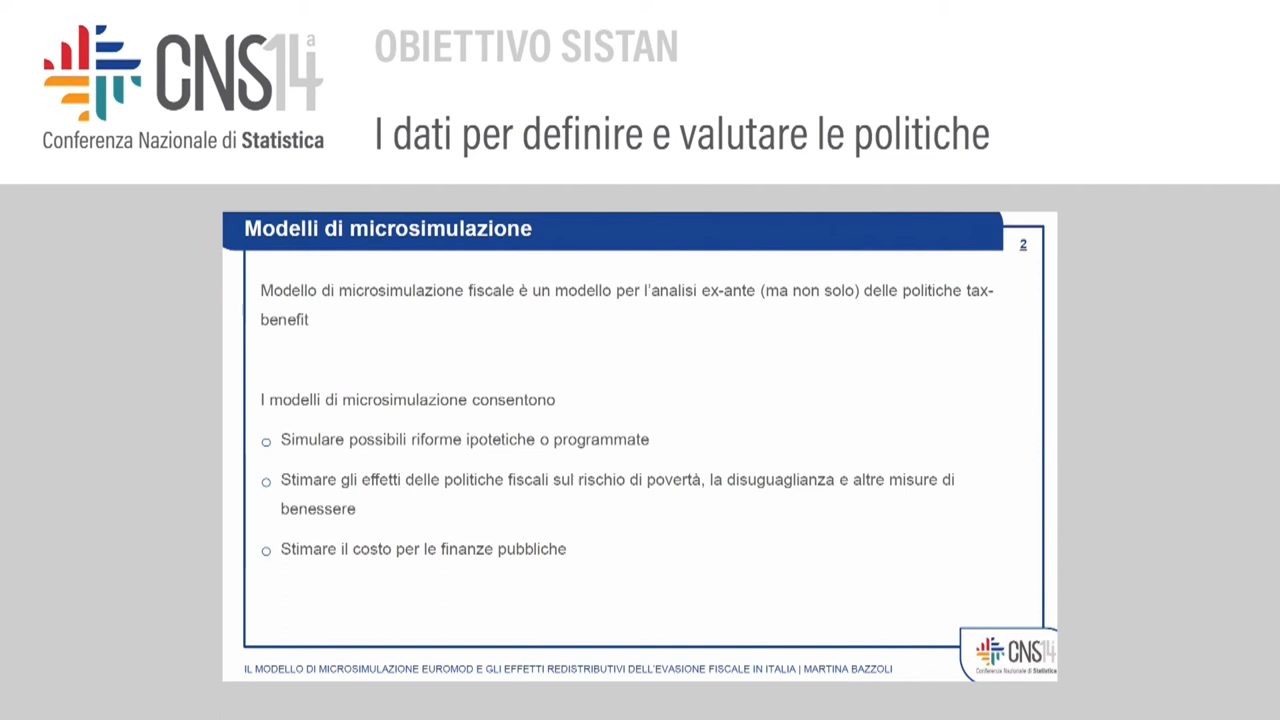 CNS14a
Conferenza Nazionale di Statistica
OBIETTIVO SISTAN
I dati per definire e valutare le politiche
Modelli di microsimulazione
2
Modello di microsimulazione fiscale è un modello per l'analisi ex-ante (ma non solo) delle politiche tax-
benefit
I modelli di microsimulazione consentono
Simulare possibili riforme ipotetiche o programmate
Stimare gli effetti delle politiche fiscali sul rischio di povertà, la disuguaglianza e altre misure di
benessere
Stimare il costo per le finanze pubbliche
IL MODELLO DI MICROSIMULAZIONE EUROMOD E GLI EFFETTI REDISTRIBUTIVI DELL'EVASIONE FISCALE IN ITALIA | MARTINA BAZZOLI
CNS14
Conferenza Nazionale di Statistica